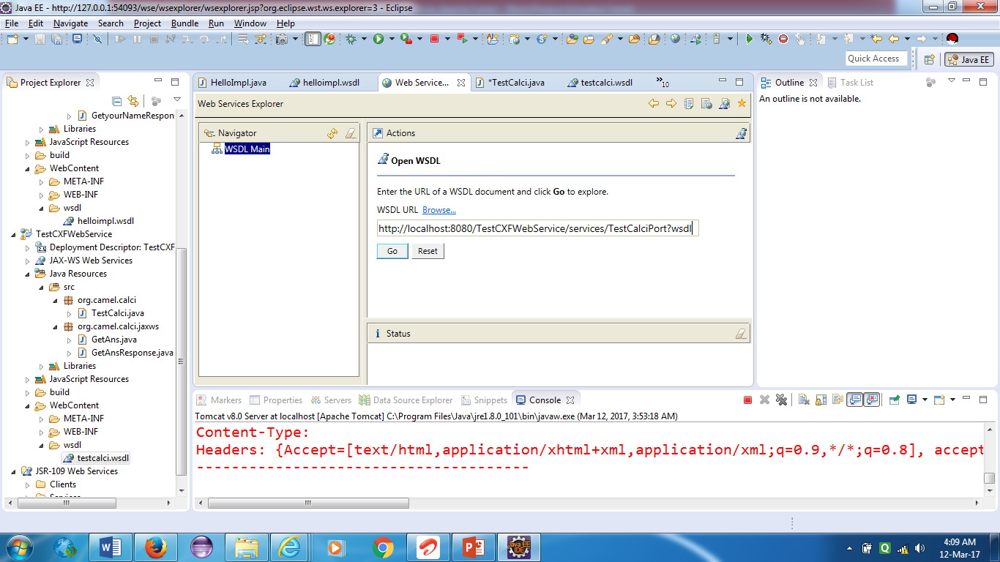 Java EE - http://127.0.0.1:54093/wse/wsexplorer/wsexplorer.jsp?org.eclipse.wst.ws.explorer=3 - Eclipse
File Edit Navigate Search Project Bundle Run Window Help
Quick Access
Java EE
Project Explorer
HelloImpl.java
helloimpl.wsdl
Web Service...
*TestCalci.java
testcalci.wsdl
»10
Outline
Task List
An outline is not available.
Web Services Explorer
Navigator
WSDL Main
Actions
Open WSDL
Enter the URL of a WSDL document and click Go to explore.
WSDL URL Browse...
http://localhost:8080/TestCXFWebService/services/TestCalciPort?wsdl
Go Reset
i Status
GetyourNameRespon
Libraries
JavaScript Resources
build
WebContent
META-INF
WEB-INF
wsdl
helloimpl.wsdl
TestCXFWebService
Deployment Descriptor: TestCXF
JAX-WS Web Services
Java Resources
src
org.camel.calci
TestCalci.java
org.camel.calci.jaxws
GetAns.java
GetAnsResponse.java
Libraries
JavaScript Resources
build
WebContent
META-INF
WEB-INF
wsdl
testcalci.wsdl
JSR-109 Web Services
Clients
Services
Markers Properties Servers Data Source Explorer Snippets Console
Tomcat v8.0 Server at localhost [Apache Tomcat] C:\Program Files\Java\jre1.8.0_101\bin\javaw.exe (Mar 12, 2017, 3:53:18 AM)
Content-Type:
Headers: {Accept=[text/html,application/xhtml+xml,application/xml;q=0.9,*/*;q=0.8], accept
--------------------------------------
4:09 AM
12-Mar-17